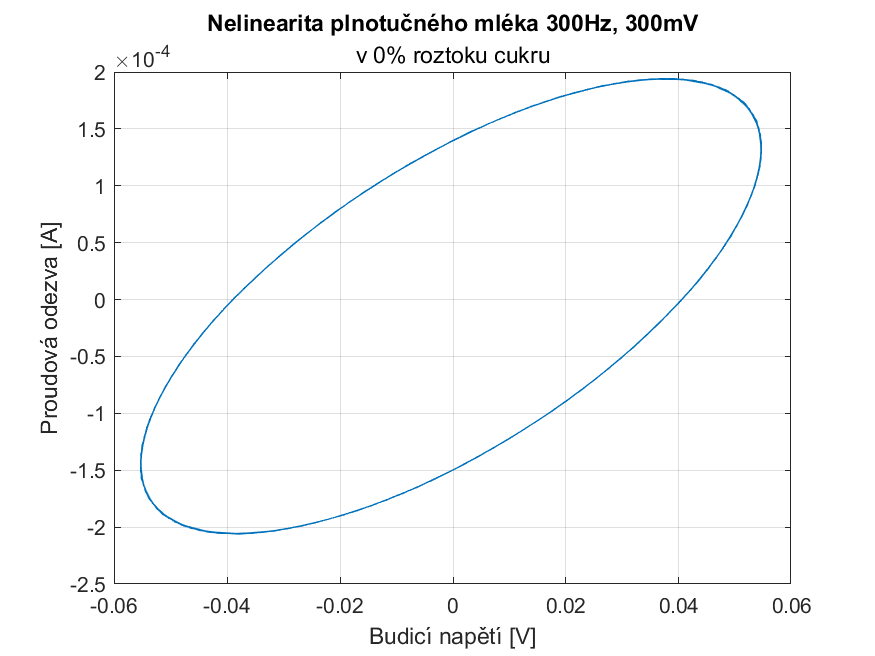 Nelinearita plnotučného mléka 300Hz, 300mV
v 0% roztoku cukru
×10⁻⁴
2
1.5
1
0.5
0
-0.5
-1
-1.5
-2
-2.5
Proudová odezva [A]
-0.06 -0.04 -0.02 0 0.02 0.04 0.06
Budicí napětí [V]